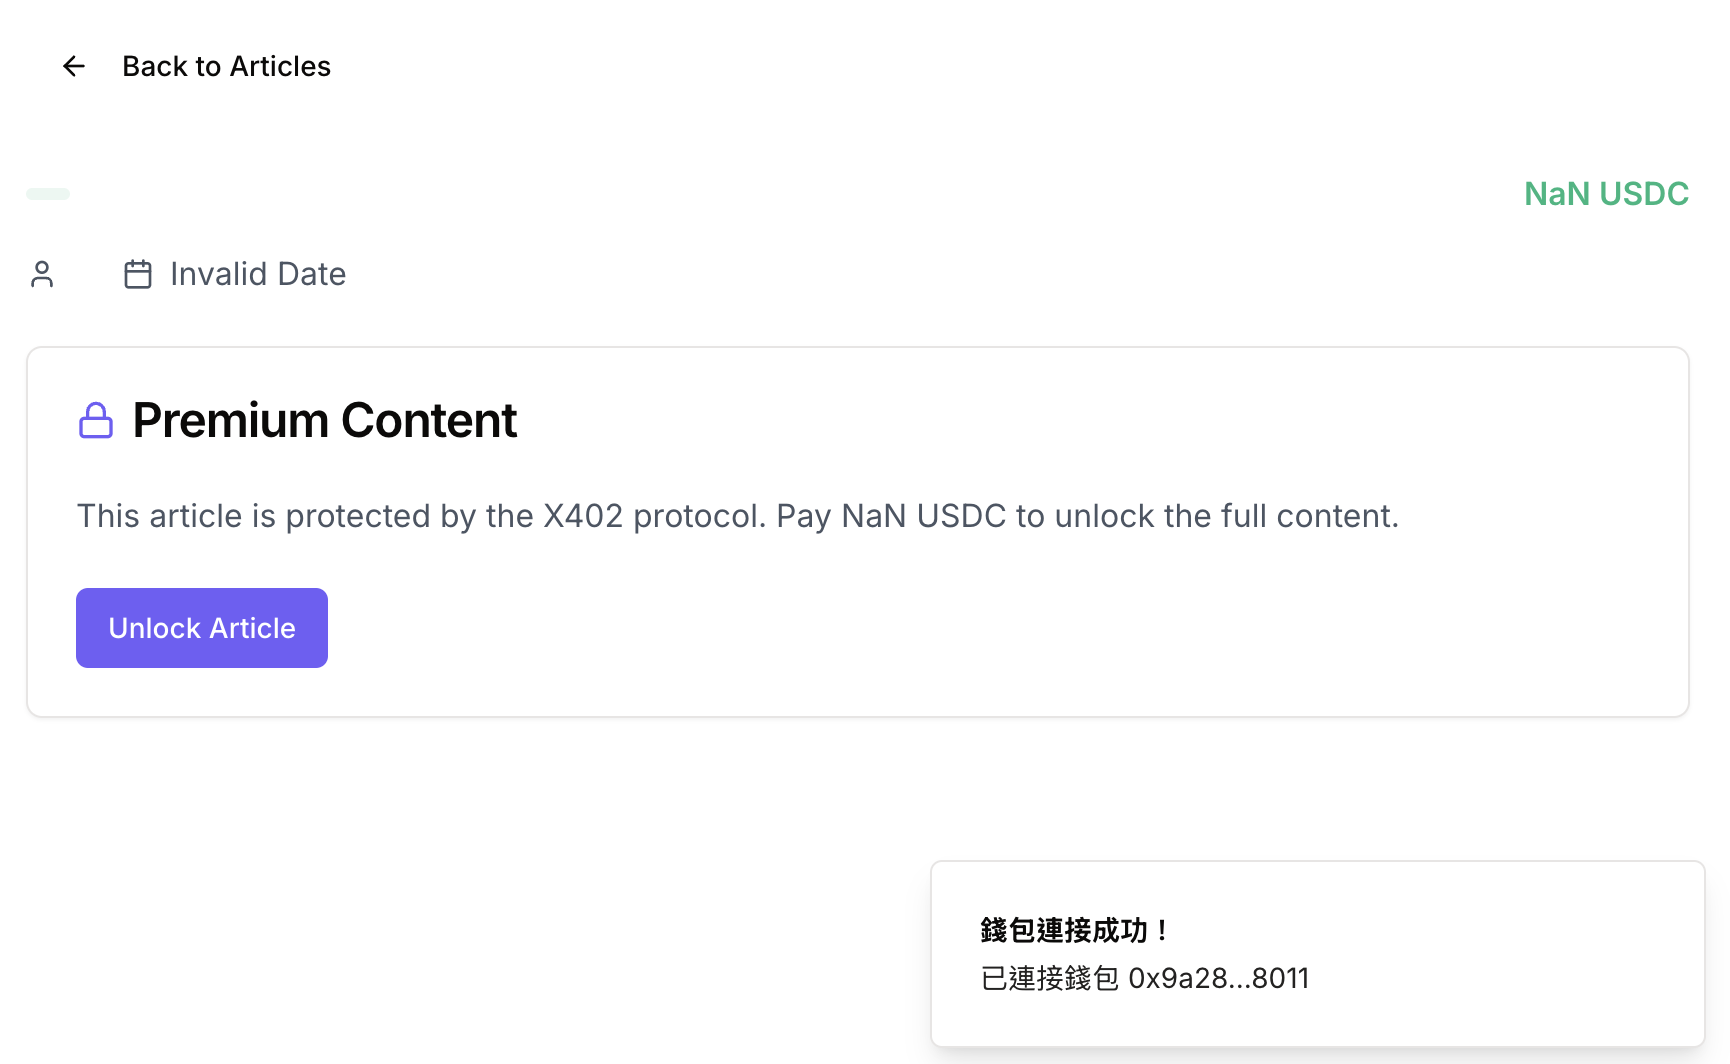 Back to Articles
NaN USDC
Invalid Date
Premium Content
This article is protected by the X402 protocol. Pay NaN USDC to unlock the full content.
Unlock Article
錢包連接成功！
已連接錢包 0x9a28...8011